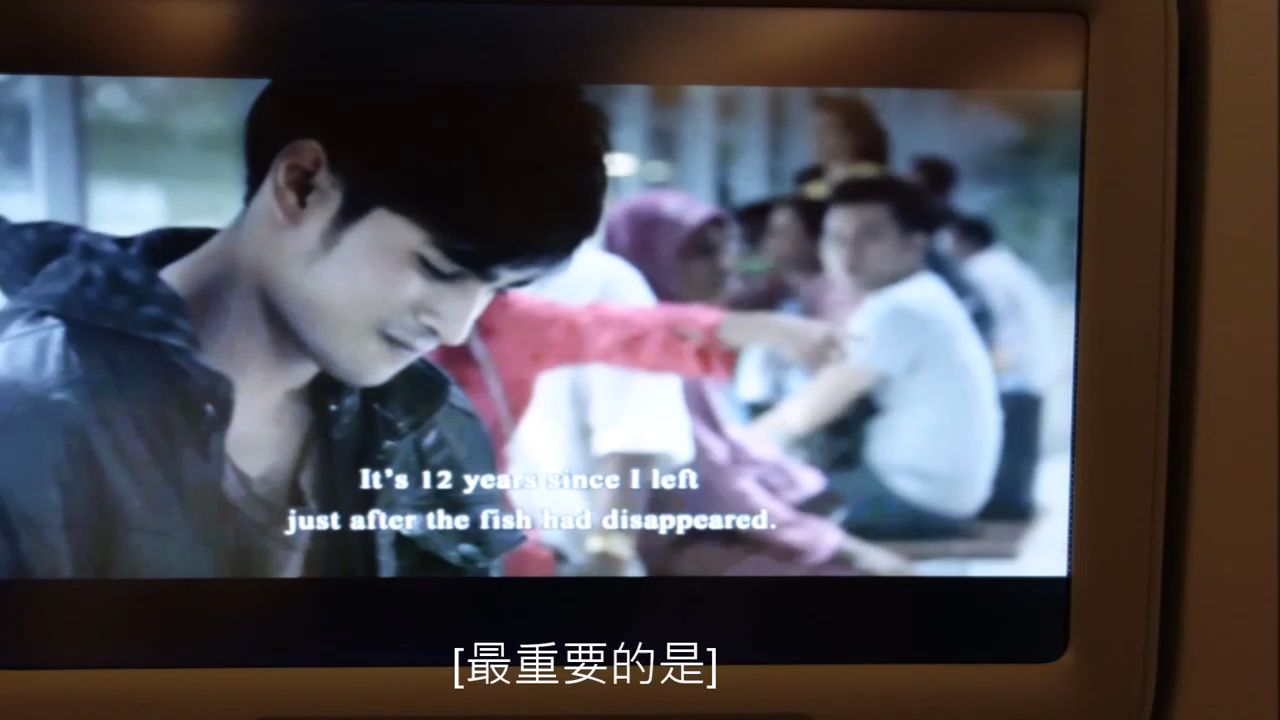 It's 12 years since I left
just after the fish had disappeared.
[最重要的是]